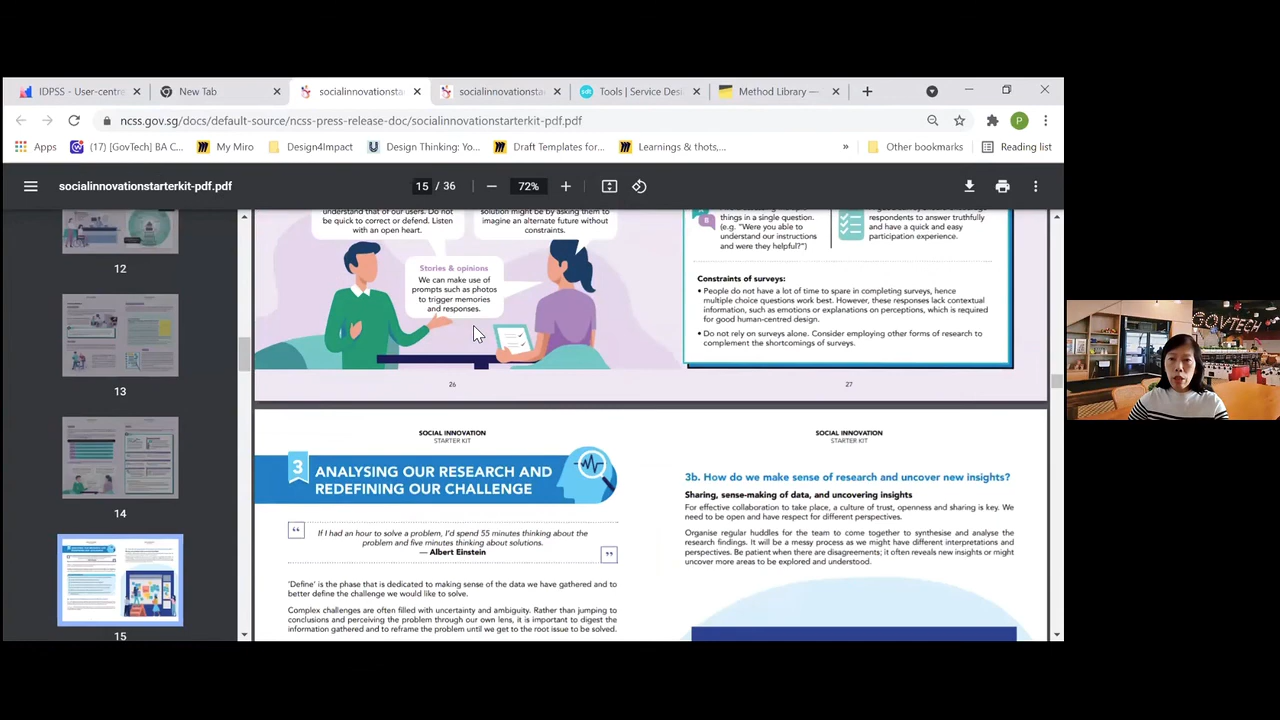 IDPSS - User-centre
New Tab
socialinnovationsta
socialinnovationsta
Tools | Service Desi
Method Library —
ncss.gov.sg/docs/default-source/ncss-press-release-doc/socialinnovationstarterkit-pdf.pdf
P
Apps
(17) [GovTech] BA C...
My Miro
Design4Impact
Design Thinking: Yo...
Draft Templates for...
Learnings & thots,...
»
Other bookmarks
Reading list
socialinnovationstarterkit-pdf.pdf
15 / 36
72%
12
13
14
15
understand that of our users. Do not
be quick to correct or defend. Listen
with an open heart.
solution might be by asking them to
imagine an alternate future without
constraints.
Stories & opinions
We can make use of
prompts such as photos
to trigger memories
and responses.
26
B
things in a single question.
(e.g. "Were you able to
understand our instructions
and were they helpful?")
respondents to answer truthfully
and have a quick and easy
participation experience.
Constraints of surveys:
• People do not have a lot of time to spare in completing surveys, hence
multiple choice questions work best. However, these responses lack contextual
information, such as emotions or explanations on perceptions, which is required
for good human-centred design.
• Do not rely on surveys alone. Consider employing other forms of research to
complement the shortcomings of surveys.
27
SOCIAL INNOVATION
STARTER KIT
3
ANALYSING OUR RESEARCH AND
REDEFINING OUR CHALLENGE
If I had an hour to solve a problem, I'd spend 55 minutes thinking about the
problem and five minutes thinking about solutions.
— Albert Einstein
'Define' is the phase that is dedicated to making sense of the data we have gathered and to
better define the challenge we would like to solve.
Complex challenges are often filled with uncertainty and ambiguity. Rather than jumping to
conclusions and perceiving the problem through our own lens, it is important to digest the
information gathered and to reframe the problem until we get to the root issue to be solved.
SOCIAL INNOVATION
STARTER KIT
3b. How do we make sense of research and uncover new insights?
Sharing, sense-making of data, and uncovering insights
For effective collaboration to take place, a culture of trust, openness and sharing is key. We
need to be open and have respect for different perspectives.
Organise regular huddles for the team to come together to synthesise and analyse the
research findings. It will be a messy process as we might have different interpretations and
perspectives. Be patient when there are disagreements; it often reveals new insights or might
uncover more areas to be explored and understood.
GOVTECH